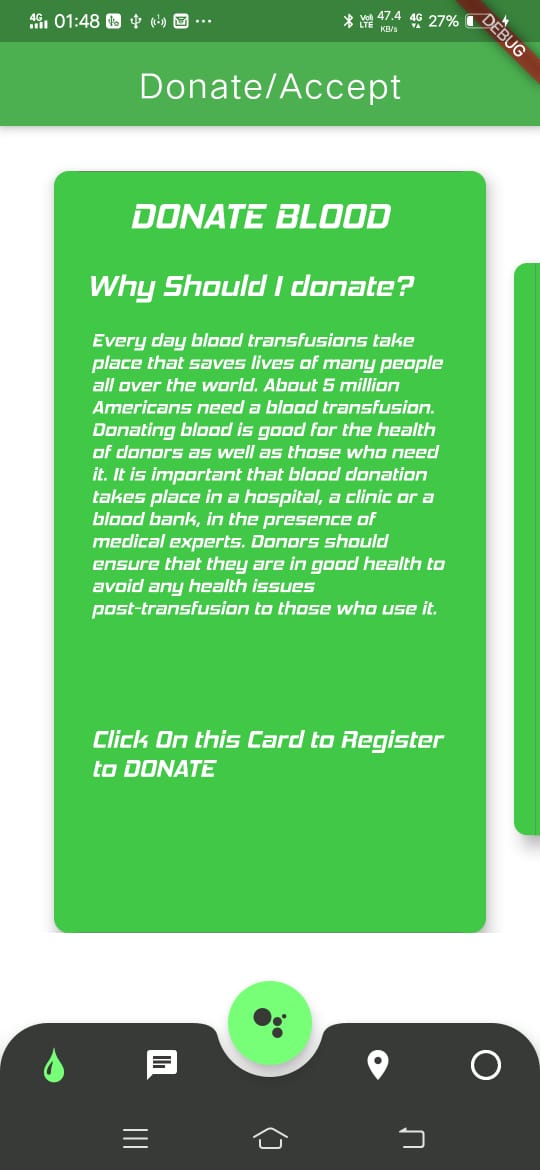 4G 01:48 ... VoLTE 47.4 KB/s 4G 27%
DEBUG
Donate/Accept
DONATE BLOOD
Why Should I donate?
Every day blood transfusions take
place that saves lives of many people
all over the world. About 5 million
Americans need a blood transfusion.
Donating blood is good for the health
of donors as well as those who need
it. It is important that blood donation
takes place in a hospital, a clinic or a
blood bank, in the presence of
medical experts. Donors should
ensure that they are in good health to
avoid any health issues
post-transfusion to those who use it.
Click On this Card to Register
to DONATE